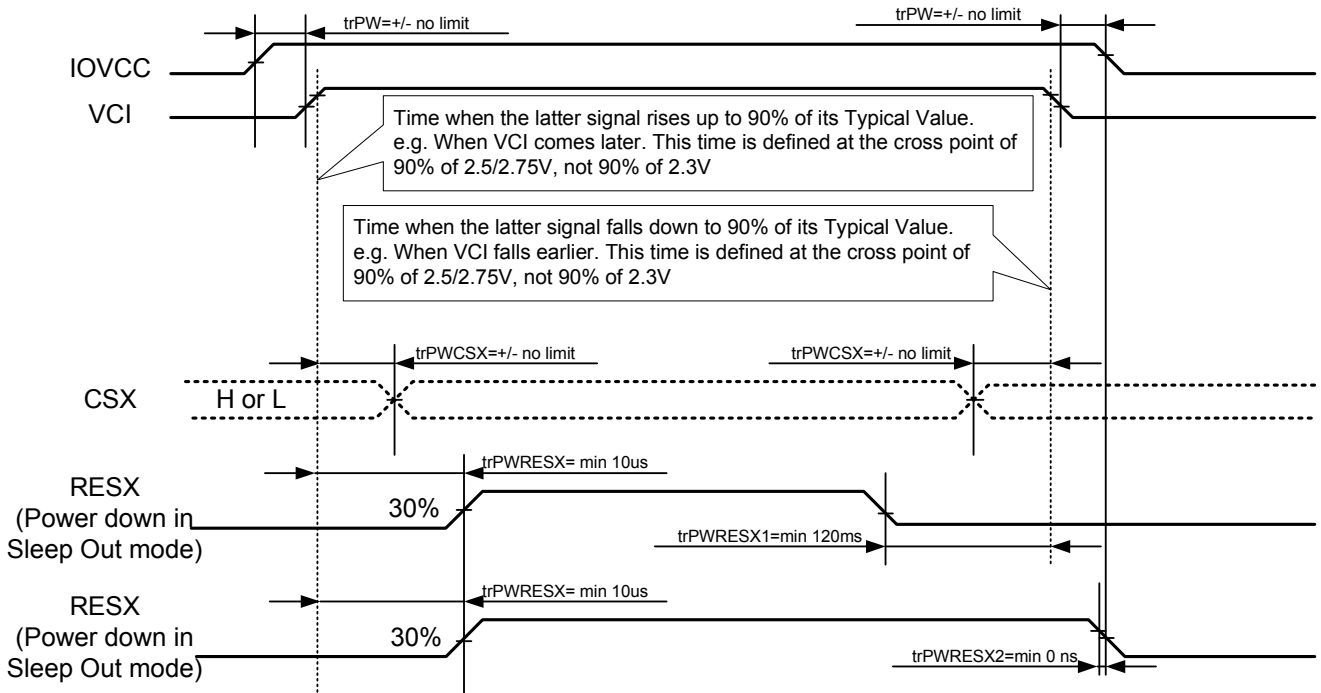 trPW=+/- no limit
trPW=+/- no limit
IOVCC
VCI
Time when the latter signal rises up to 90% of its Typical Value.
e.g. When VCI comes later. This time is defined at the cross point of
90% of 2.5/2.75V, not 90% of 2.3V
Time when the latter signal falls down to 90% of its Typical Value.
e.g. When VCI falls earlier. This time is defined at the cross point of
90% of 2.5/2.75V, not 90% of 2.3V
trPWCSX=+/- no limit
trPWCSX=+/- no limit
CSX
H or L
trPWRESX= min 10us
RESX
(Power down in
Sleep Out mode)
30%
trPWRESX1=min 120ms
trPWRESX= min 10us
RESX
(Power down in
Sleep Out mode)
30%
trPWRESX2=min 0 ns